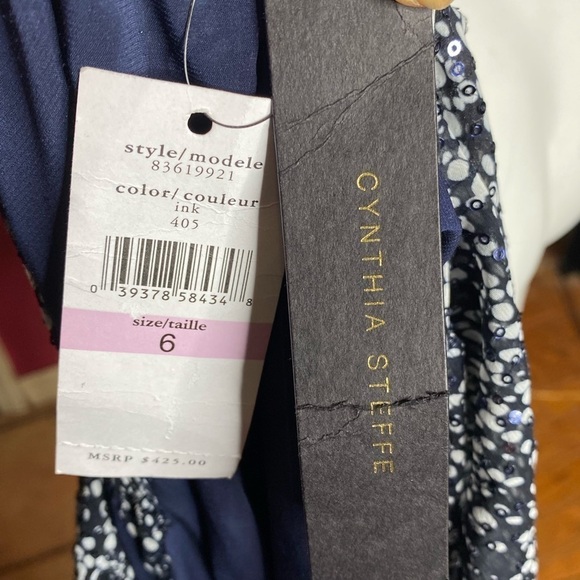 style/modele
83619921
color/couleur
ink
405
0 39378 58434 8
size/taille
6
MSRP $425.00
CYNTHIA STEFFE